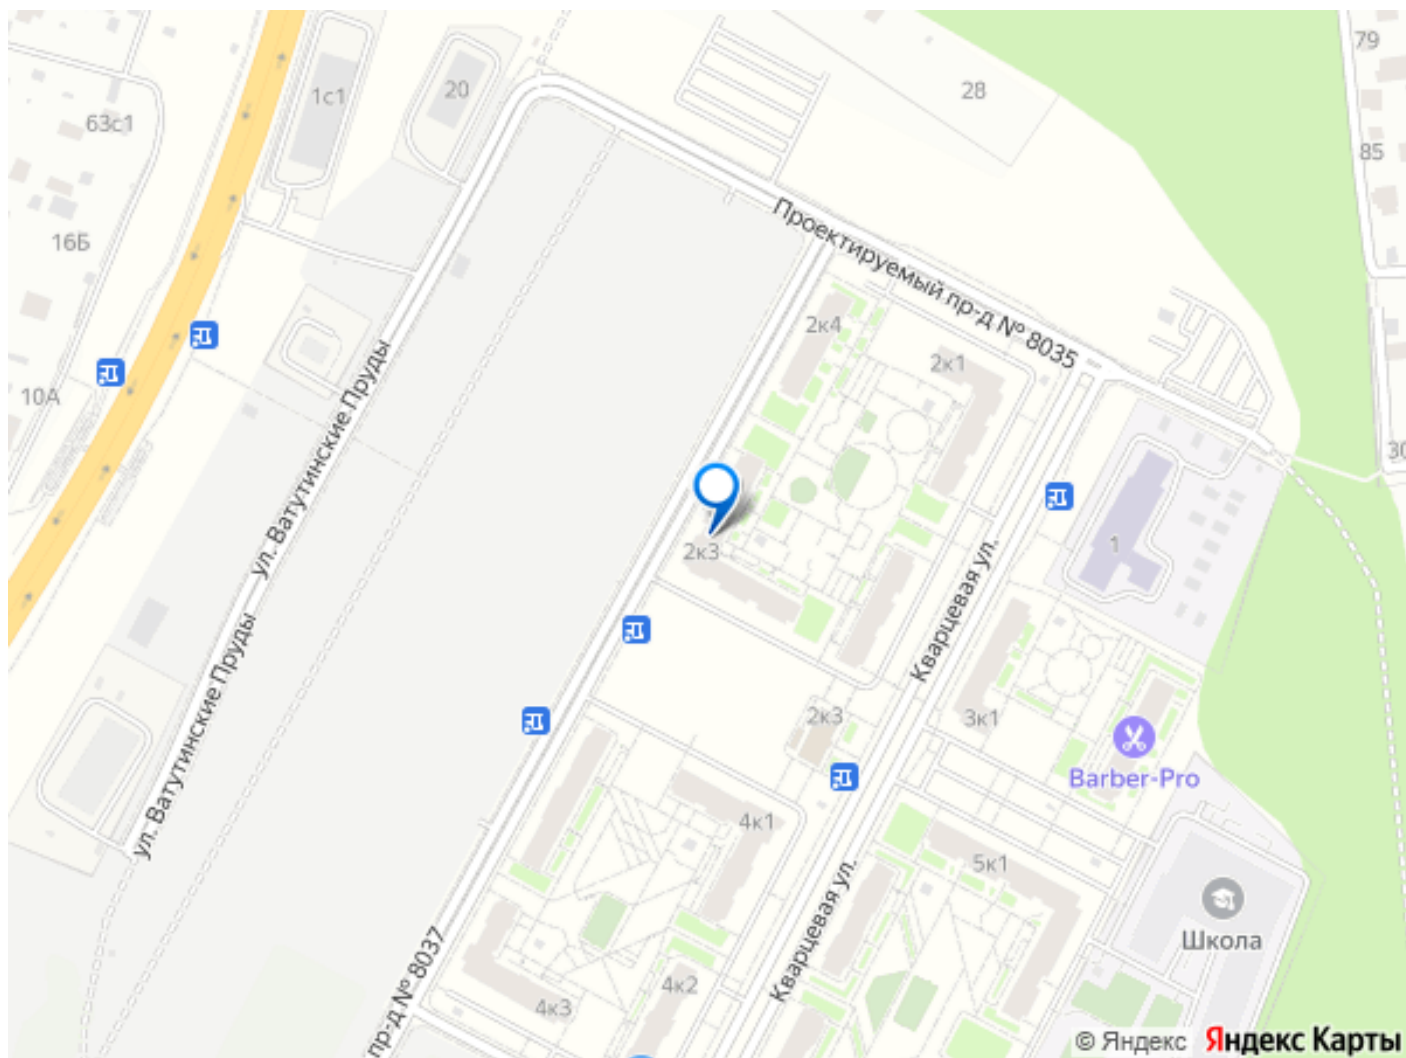 79
1с1
20
28
63с1
85
16Б
Проектируемый пр-д № 8035
2к4
2к1
10А
ул. Ватутинские Пруды
30
2к3
1
Кварцевая ул.
ул. Ватутинские Пруды
2к3
3к1
Barber-Pro
4к1
5к1
Кварцевая ул.
Школа
пр-д № 8037
4к2
4к3
© Яндекс Яндекс Карты